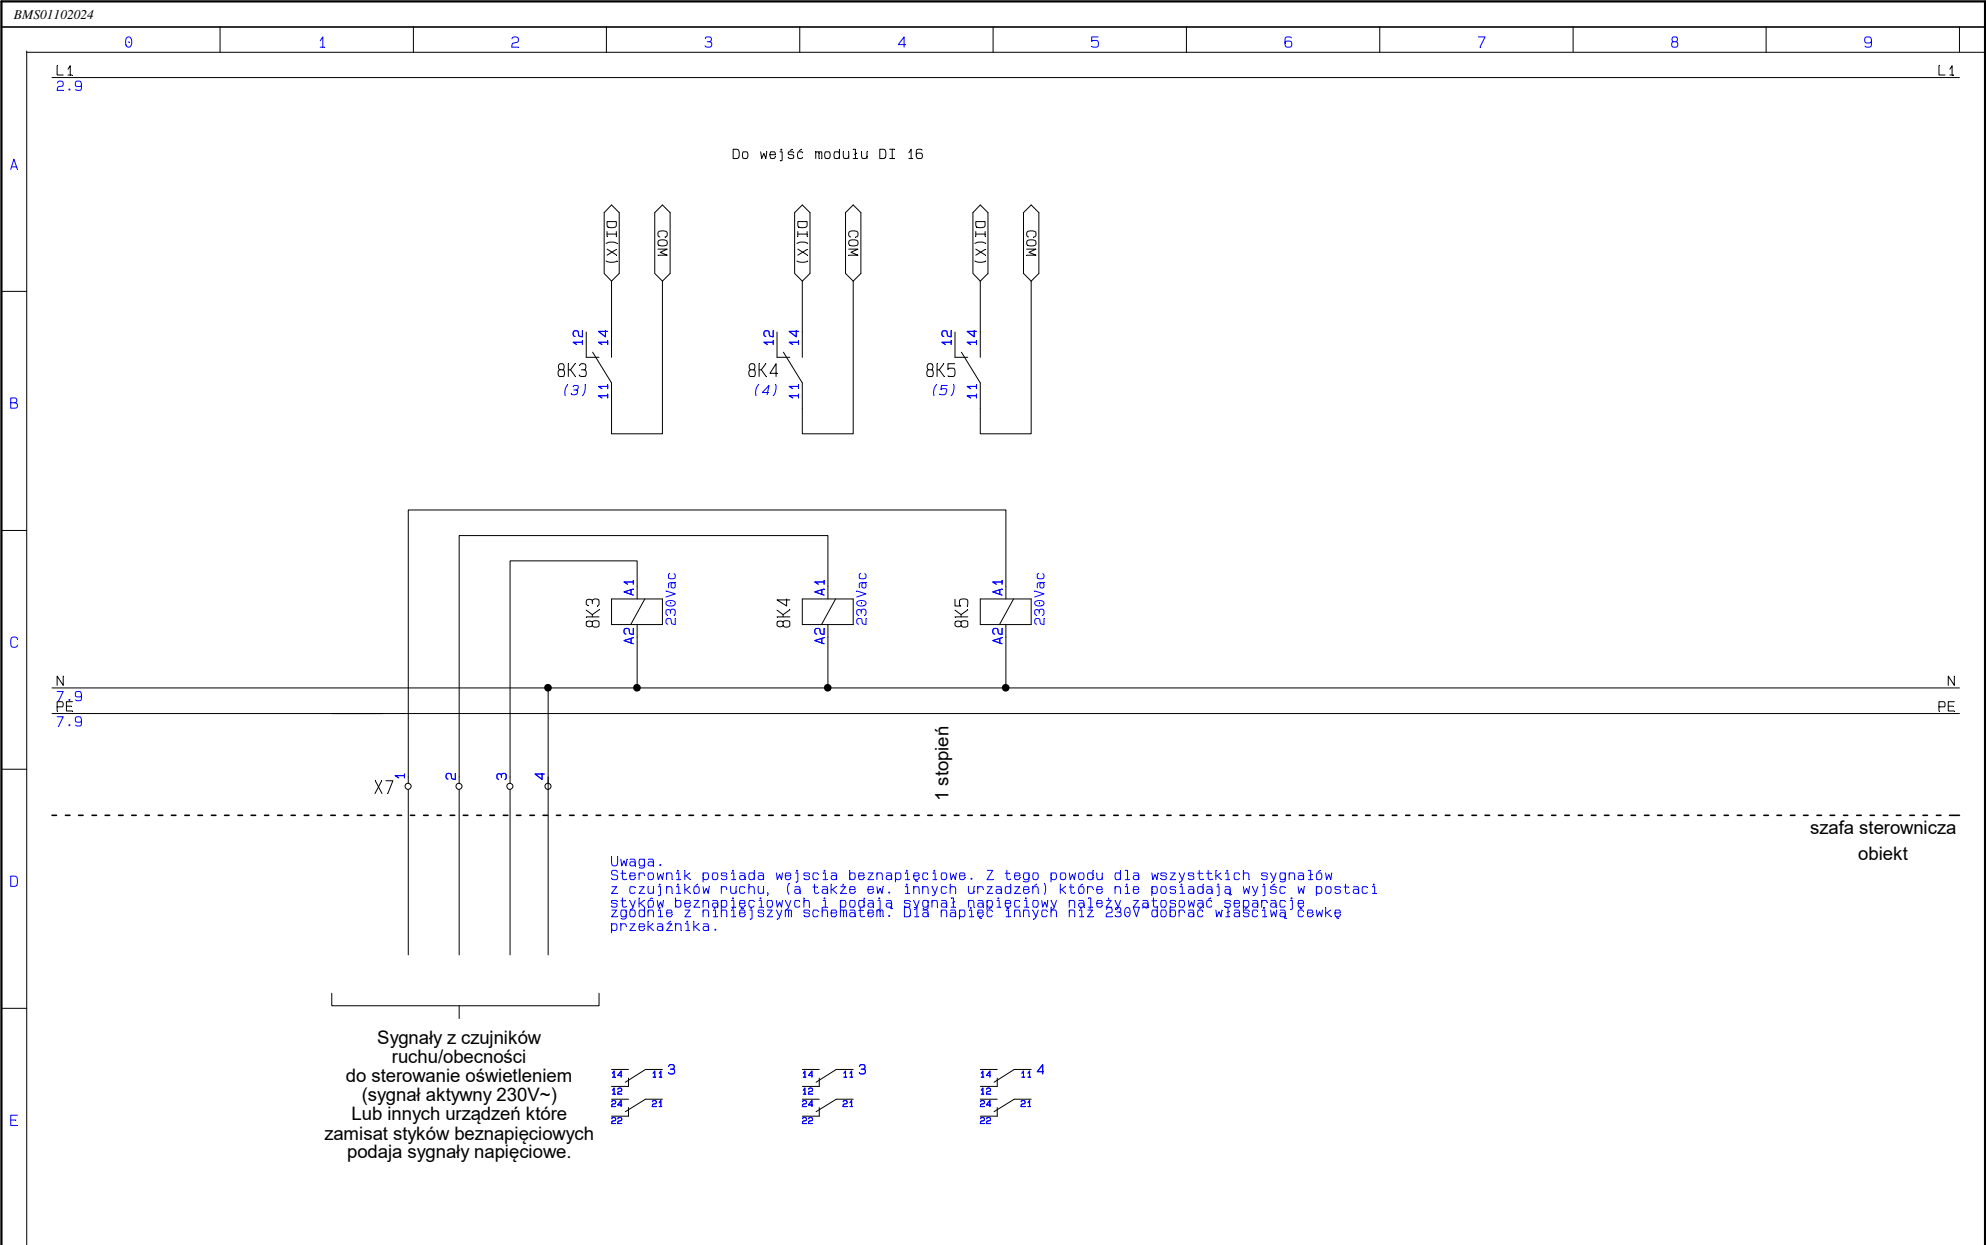 BMS01102024
0 1 2 3 4 5 6 7 8 9
L1 L1
2.9
Do wejść modułu DI 16
A
DI(X) COM DI(X) COM DI(X) COM
12 14 12 14 12 14
8K3 8K4 8K5
(3) 11 (4) 11 (5) 11
B
A1 A1 A1
8K3 230Vac 8K4 230Vac 8K5 230Vac
A2 A2 A2
C
N N
7.9
PE PE
7.9
1 stopień
X7 1 2 3 4
szafa sterownicza
obiekt
D
Uwaga.
Sterownik posiada wejscia beznapięciowe. Z tego powodu dla wszysttkich sygnałów
z czujników ruchu, (a także ew. innych urzadzeń) które nie posiadają wyjśc w postaci
styków beznapięciowych i podają sygnał napięciowy należy zatosować separację
zgodnie z niniejszym schematem. Dla napięć innych niż 230V dobrać właściwą cewkę
przekaźnika.
Sygnały z czujników
ruchu/obecności
do sterowanie oświetleniem
(sygnał aktywny 230V~)
Lub innych urządzeń które
zamisat styków beznapięciowych
podaja sygnały napięciowe.
14 11 3 14 11 3 14 11 4
12 12 12
24 21 24 21 24 21
22 22 22
E